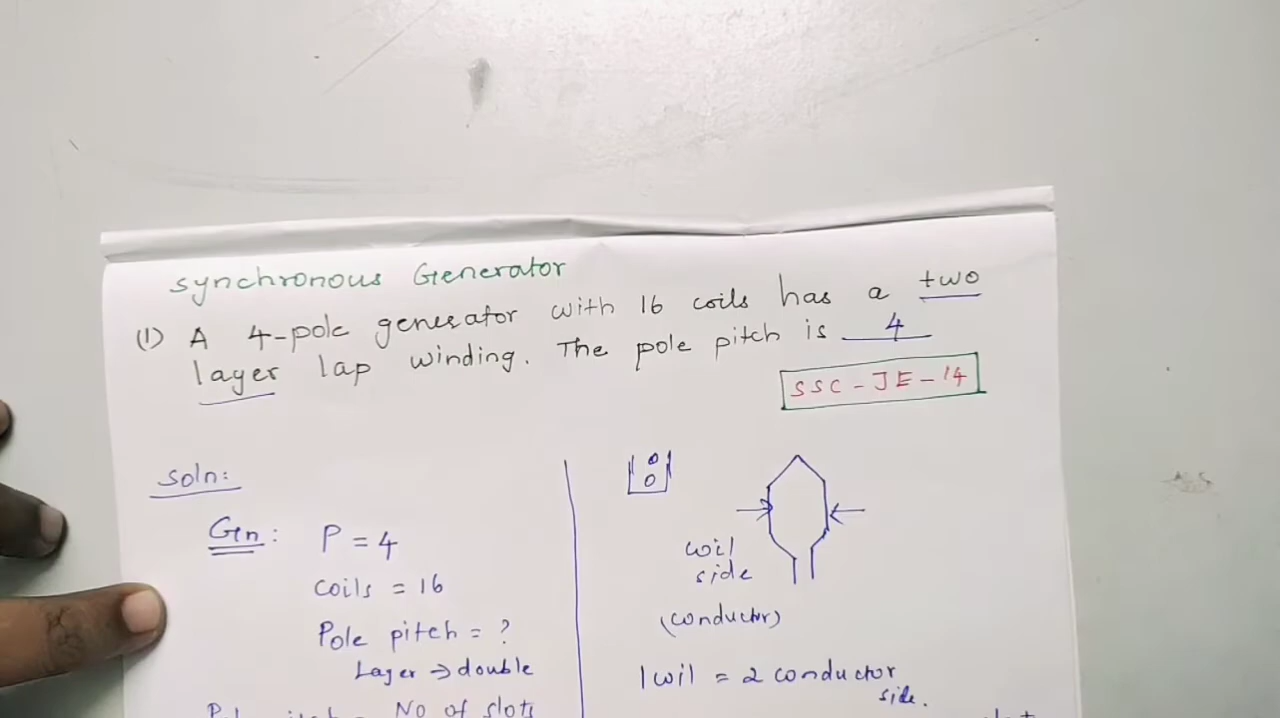 synchronous Generator
(1) A 4-pole generator with 16 coils has a two
layer lap winding. The pole pitch is 4
SSC - JE - 14
Soln:
Gn: P = 4
coils = 16
Pole pitch = ?
Layer → double
No of slots
coil
side
(conductor)
1 coil = 2 conductor
side.